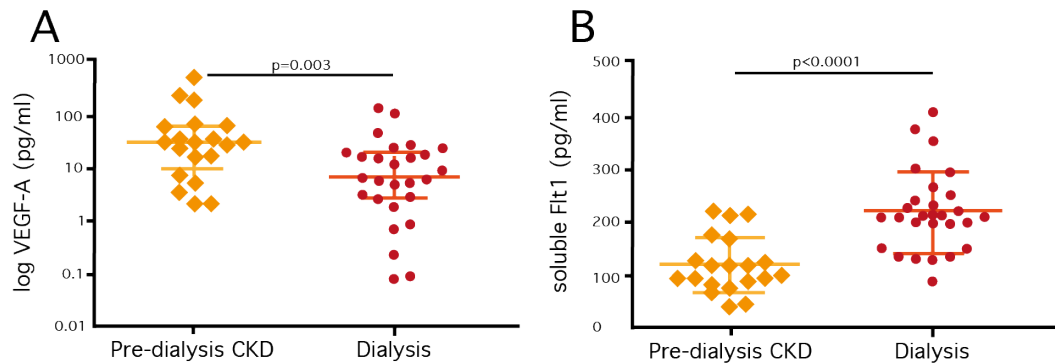 A
log VEGF-A (pg/ml)
1000
100
10
1
0.1
0.01
p=0.003
Pre-dialysis CKD
Dialysis
B
soluble Flt1 (pg/ml)
500
400
300
200
100
0
p<0.0001
Pre-dialysis CKD
Dialysis